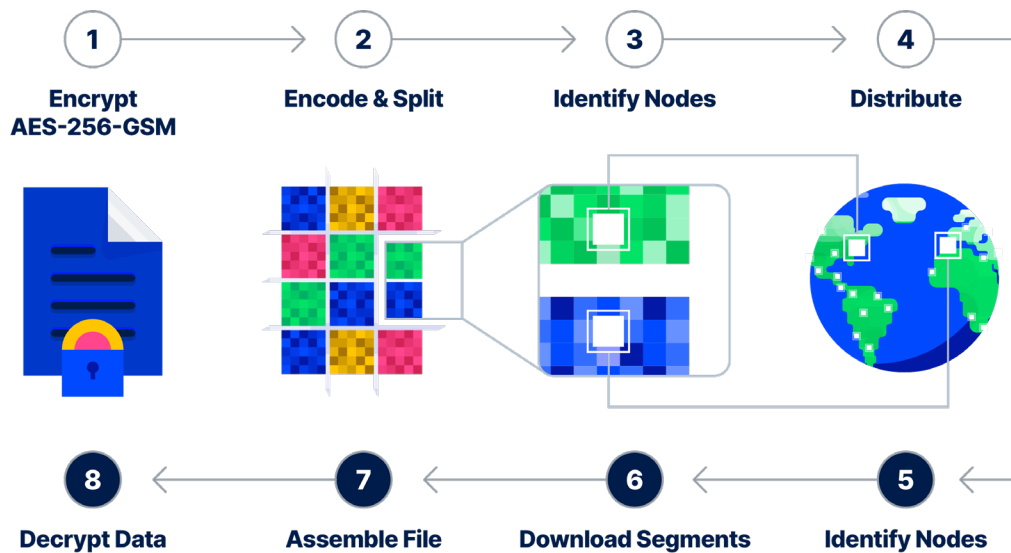 1
2
3
4
Encrypt
AES-256-GSM
Encode & Split
Identify Nodes
Distribute
8
7
6
5
Decrypt Data
Assemble File
Download Segments
Identify Nodes